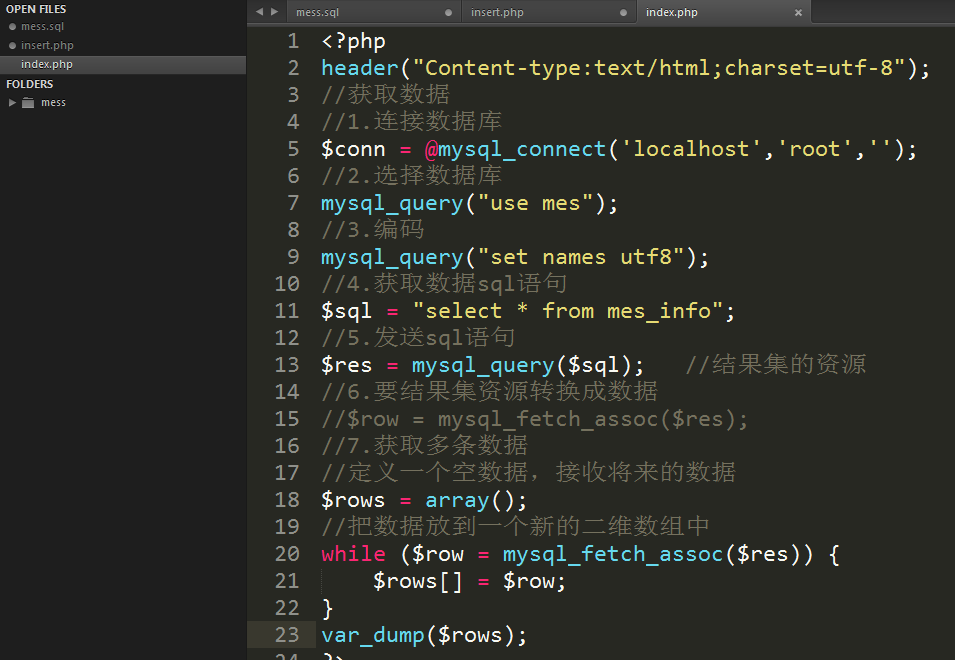 OPEN FILES
mess.sql
insert.php
index.php
FOLDERS
mess
mess.sql
insert.php
index.php
1 <?php
2 header("Content-type:text/html;charset=utf-8");
3 //获取数据
4 //1.连接数据库
5 $conn = @mysql_connect('localhost','root','');
6 //2.选择数据库
7 mysql_query("use mes");
8 //3.编码
9 mysql_query("set names utf8");
10 //4.获取数据sql语句
11 $sql = "select * from mes_info";
12 //5.发送sql语句
13 $res = mysql_query($sql);   //结果集的资源
14 //6.要结果集资源转换成数据
15 //$row = mysql_fetch_assoc($res);
16 //7.获取多条数据
17 //定义一个空数据，接收将来的数据
18 $rows = array();
19 //把数据放到一个新的二维数组中
20 while ($row = mysql_fetch_assoc($res)) {
21     $rows[] = $row;
22 }
23 var_dump($rows);
24 ?>